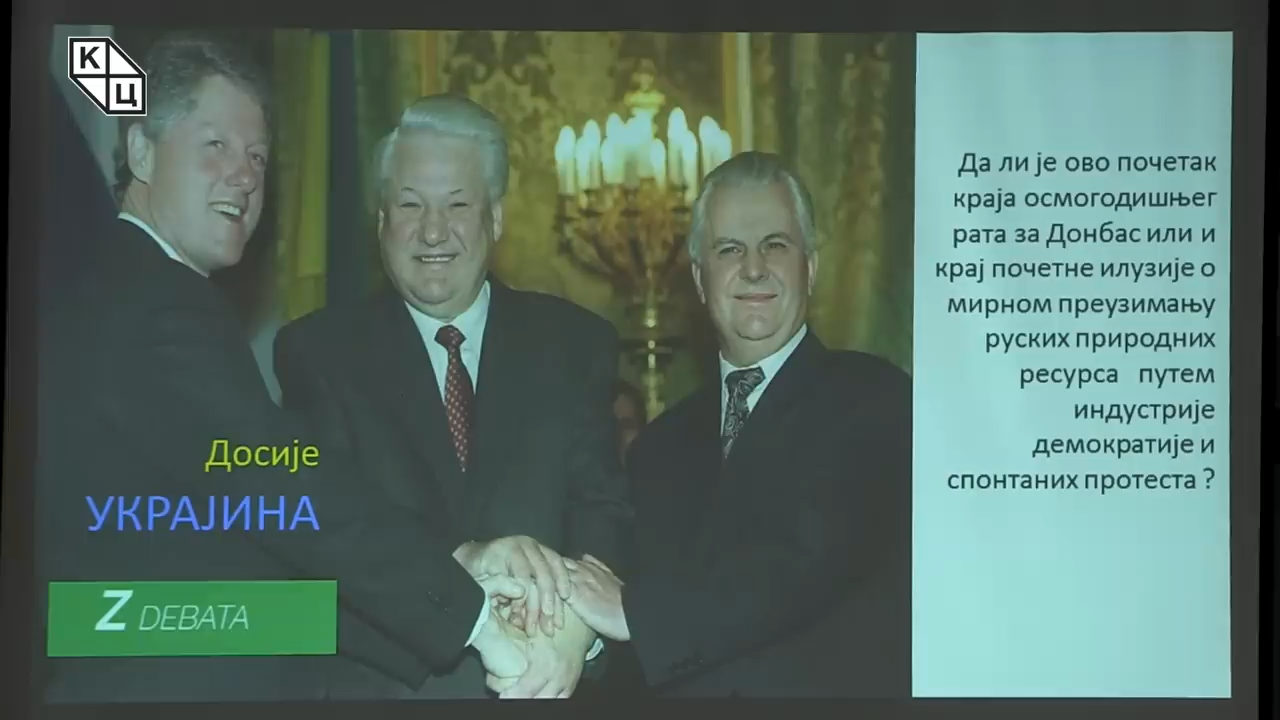 К
Ц
Досије
УКРАЈИНА
Z DEBATA
Да ли је ово почетак
краја осмогодишњег
рата за Донбас или и
крај почетне илузије о
мирном преузимању
руских природних
ресурса путем
индустрије
демократије и
спонтаних протеста ?